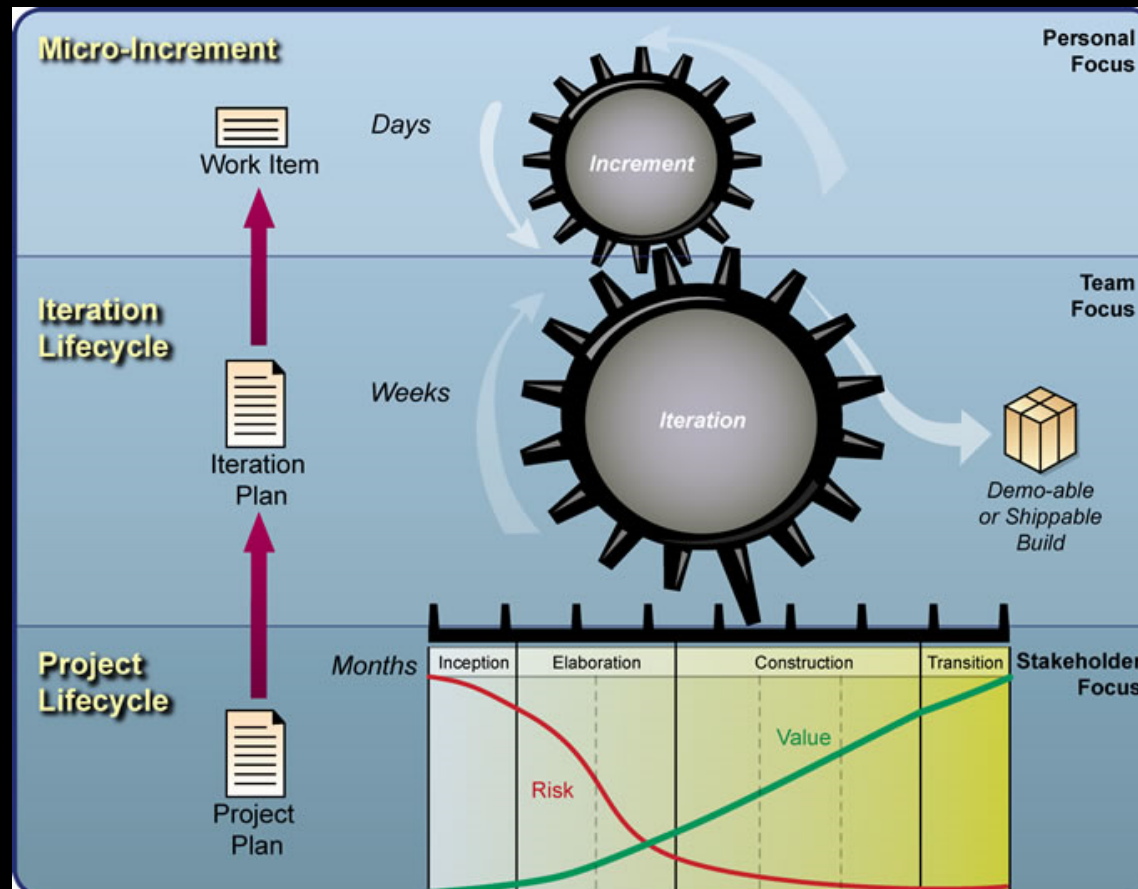 Micro-Increment
Personal
Focus
Days
Work Item
Increment
Iteration
Lifecycle
Team
Focus
Weeks
Iteration
Iteration
Plan
Demo-able
or Shippable
Build
Project
Lifecycle
Months
Inception
Elaboration
Construction
Transition
Stakeholder
Focus
Value
Risk
Project
Plan